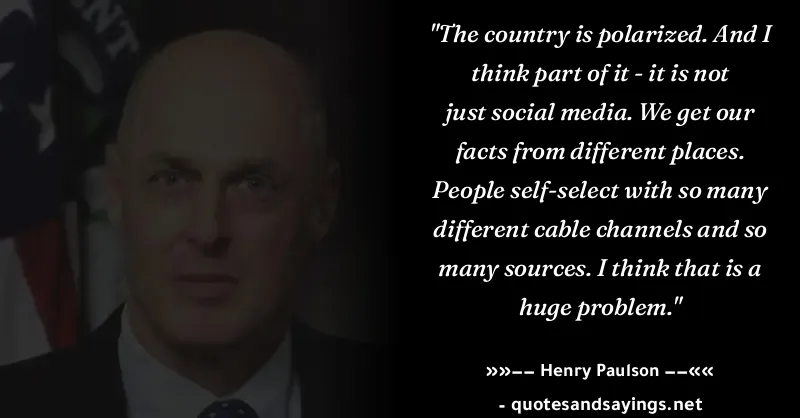 ENT
"The country is polarized. And I
think part of it - it is not
just social media. We get our
facts from different places.
People self-select with so many
different cable channels and so
many sources. I think that is a
huge problem."
»»–– Henry Paulson ––««
- quotesandsayings.net